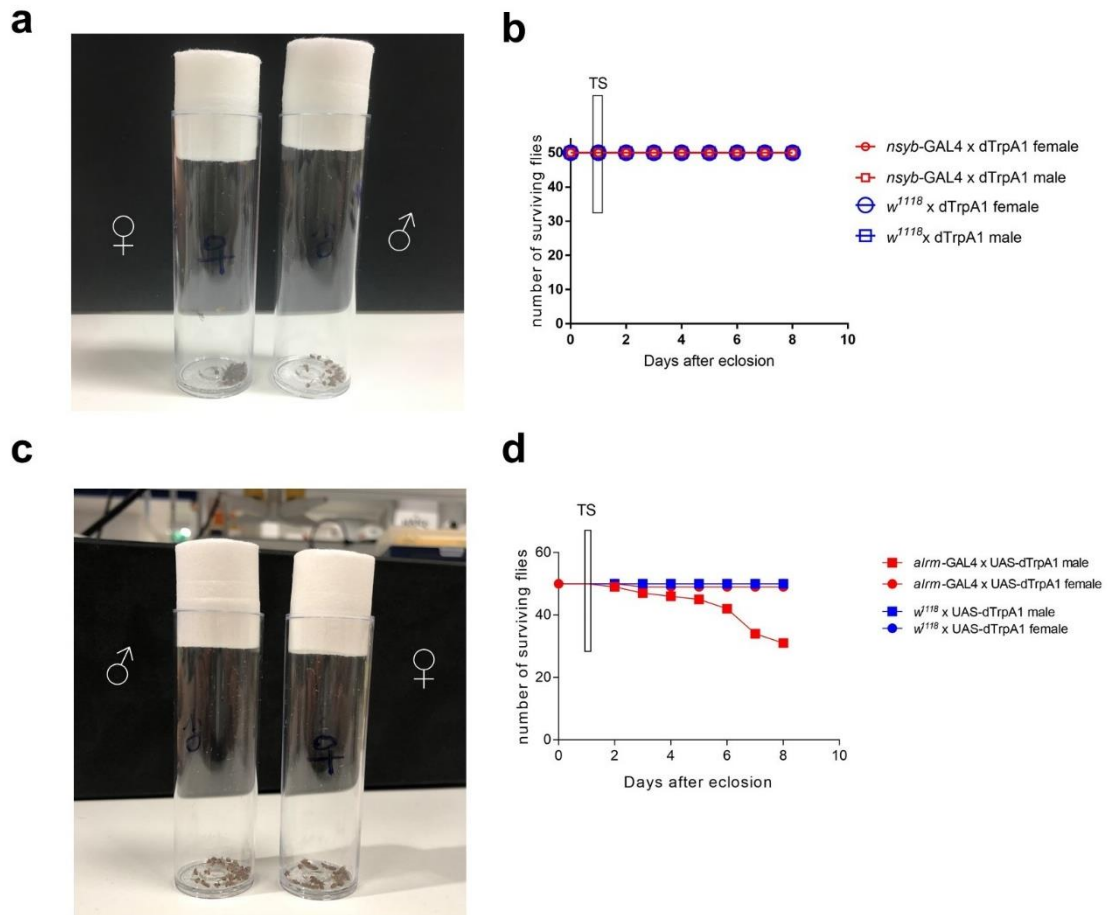 a
♀
♂
b
TS
number of surviving flies
50
40
30
20
10
0
0 2 4 6 8 10
Days after eclosion
nsyb-GAL4 x dTrpA1 female
nsyb-GAL4 x dTrpA1 male
w¹¹¹⁸ x dTrpA1 female
w¹¹¹⁸x dTrpA1 male
c
♂
♀
d
TS
number of surviving flies
60
40
20
0
0 2 4 6 8 10
Days after eclosion
alrm-GAL4 x UAS-dTrpA1 male
alrm-GAL4 x UAS-dTrpA1 female
w¹¹¹⁸ x UAS-dTrpA1 male
w¹¹¹⁸ x UAS-dTrpA1 female